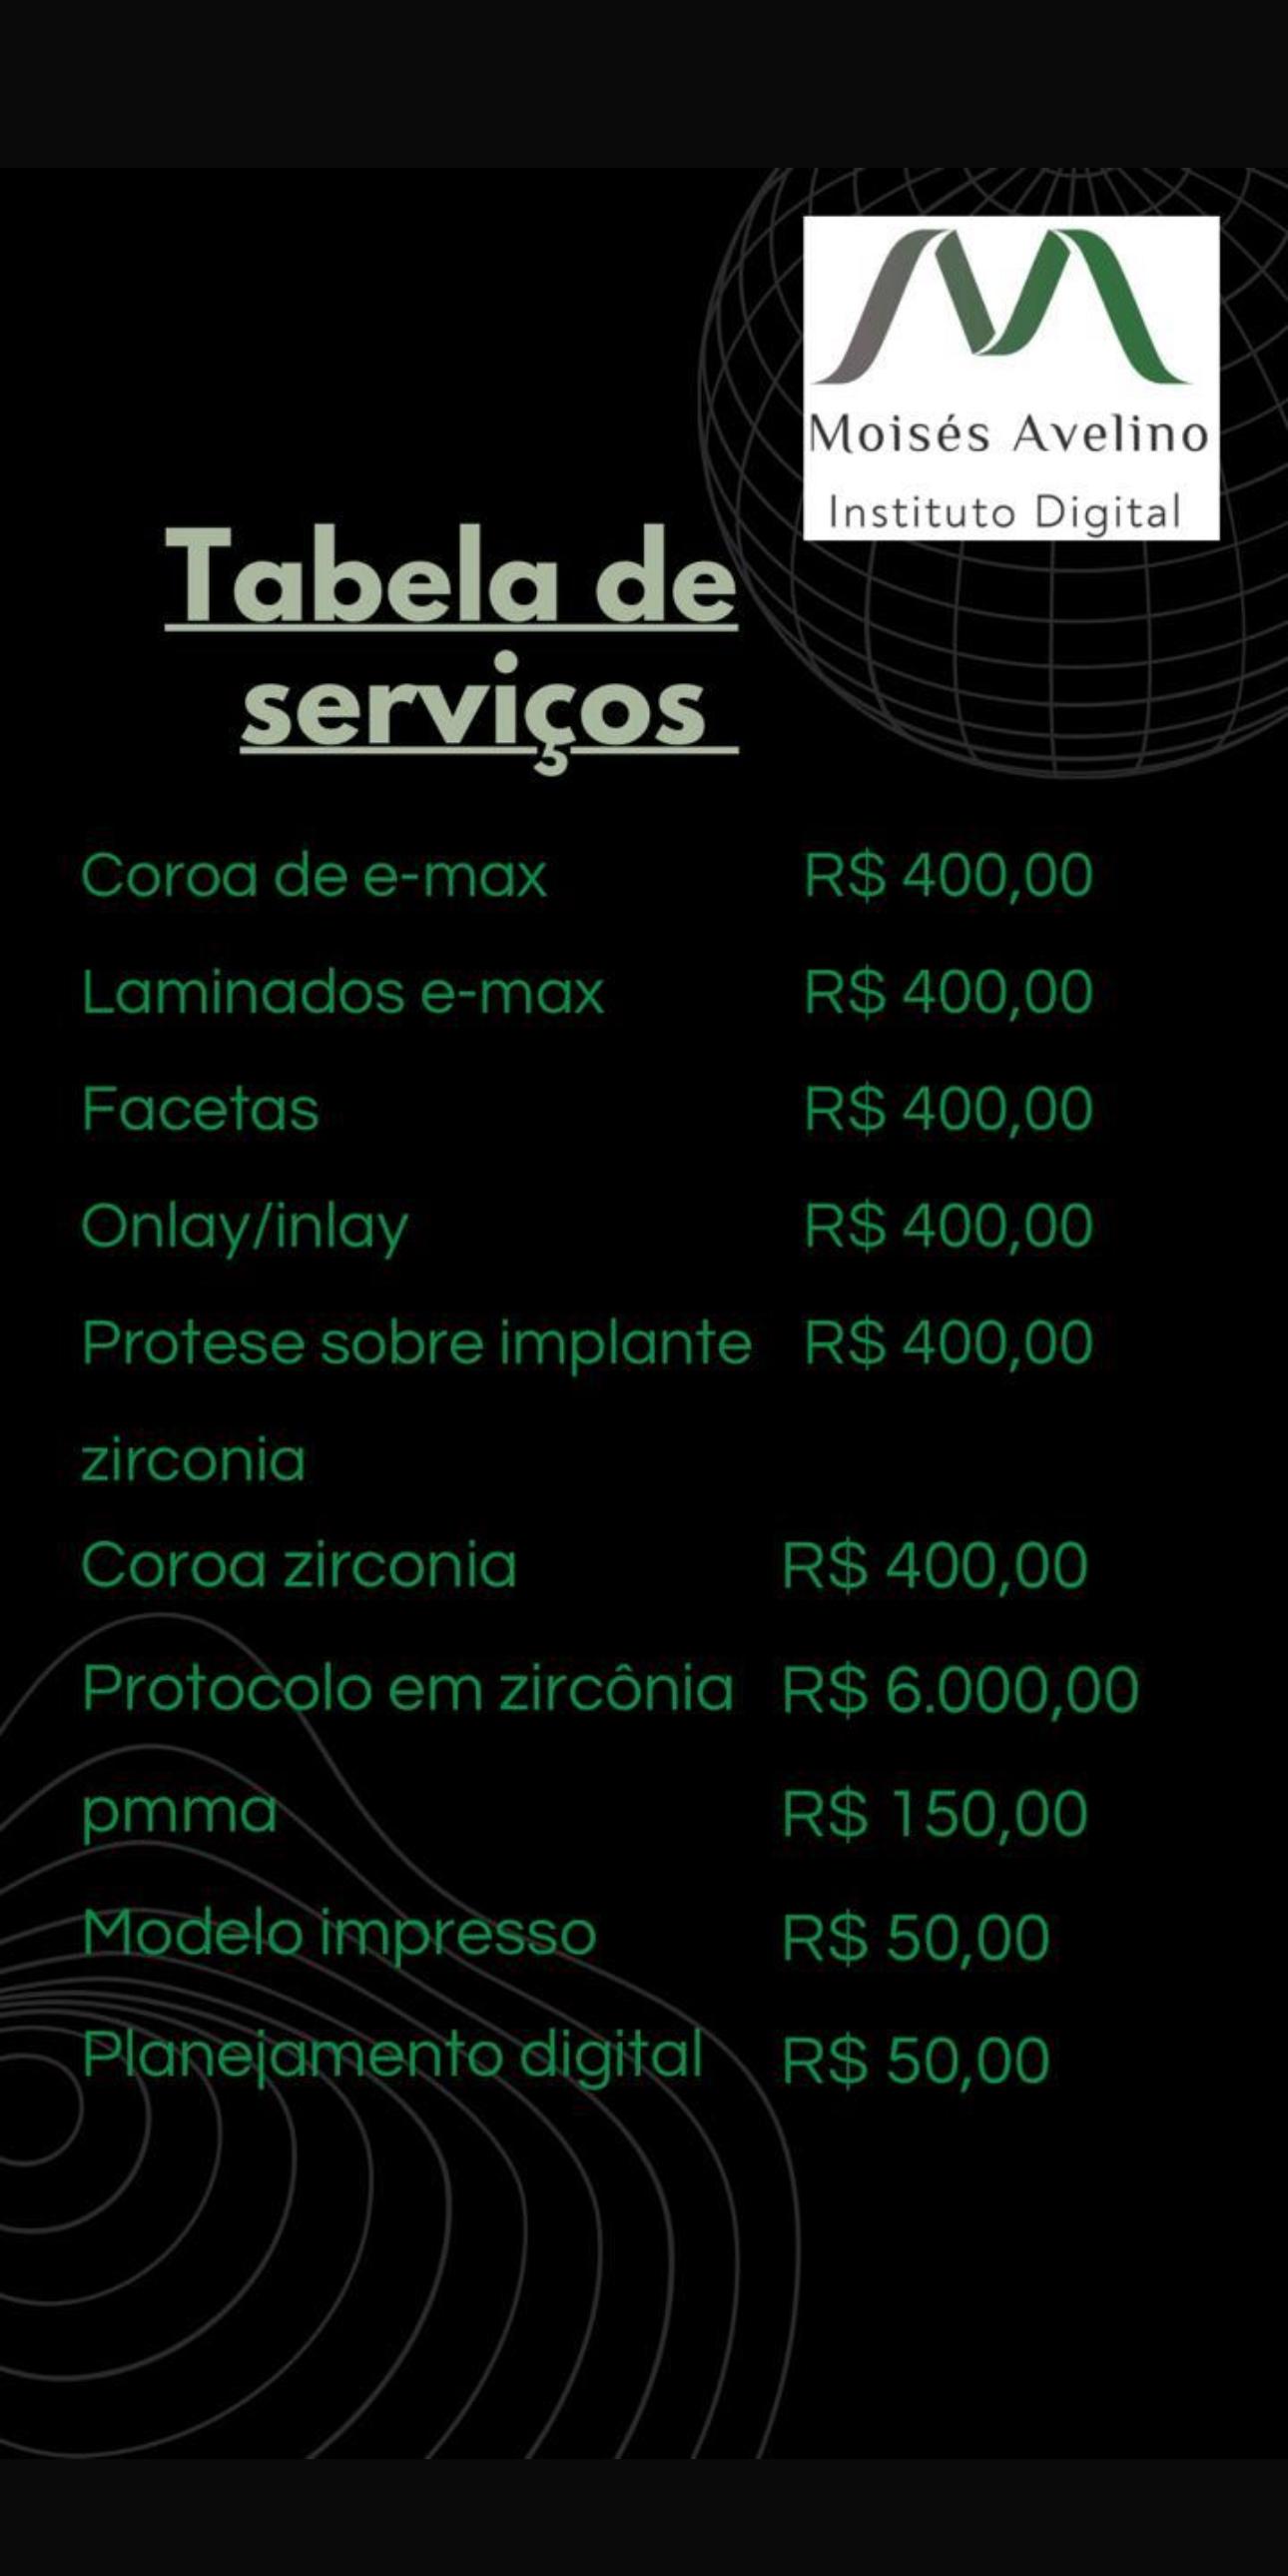 Moisés Avelino
Instituto Digital
Tabela de
serviços
Coroa de e-max R$ 400,00
Laminados e-max R$ 400,00
Facetas R$ 400,00
Onlay/inlay R$ 400,00
Protese sobre implante R$ 400,00
zirconia
Coroa zirconia R$ 400,00
Protocolo em zircônia R$ 6.000,00
pmma R$ 150,00
Modelo impresso R$ 50,00
Planejamento digital R$ 50,00